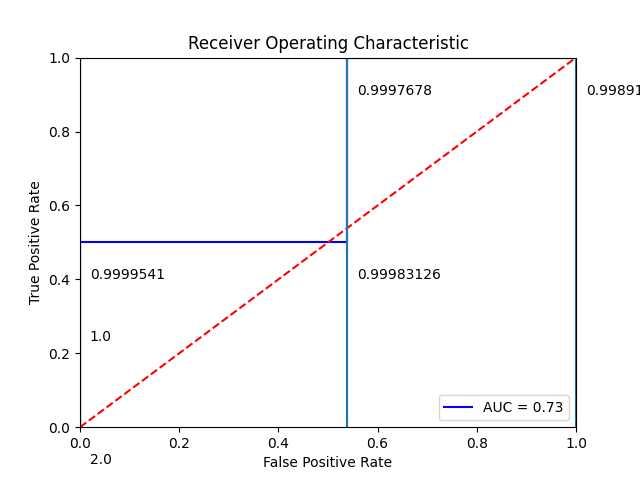 Receiver Operating Characteristic
1.0
0.9997678
0.99891
0.8
0.6
True Positive Rate
0.4
0.9999541
0.99983126
1.0
0.2
AUC = 0.73
0.0
0.0 0.2 0.4 0.6 0.8 1.0
2.0
False Positive Rate